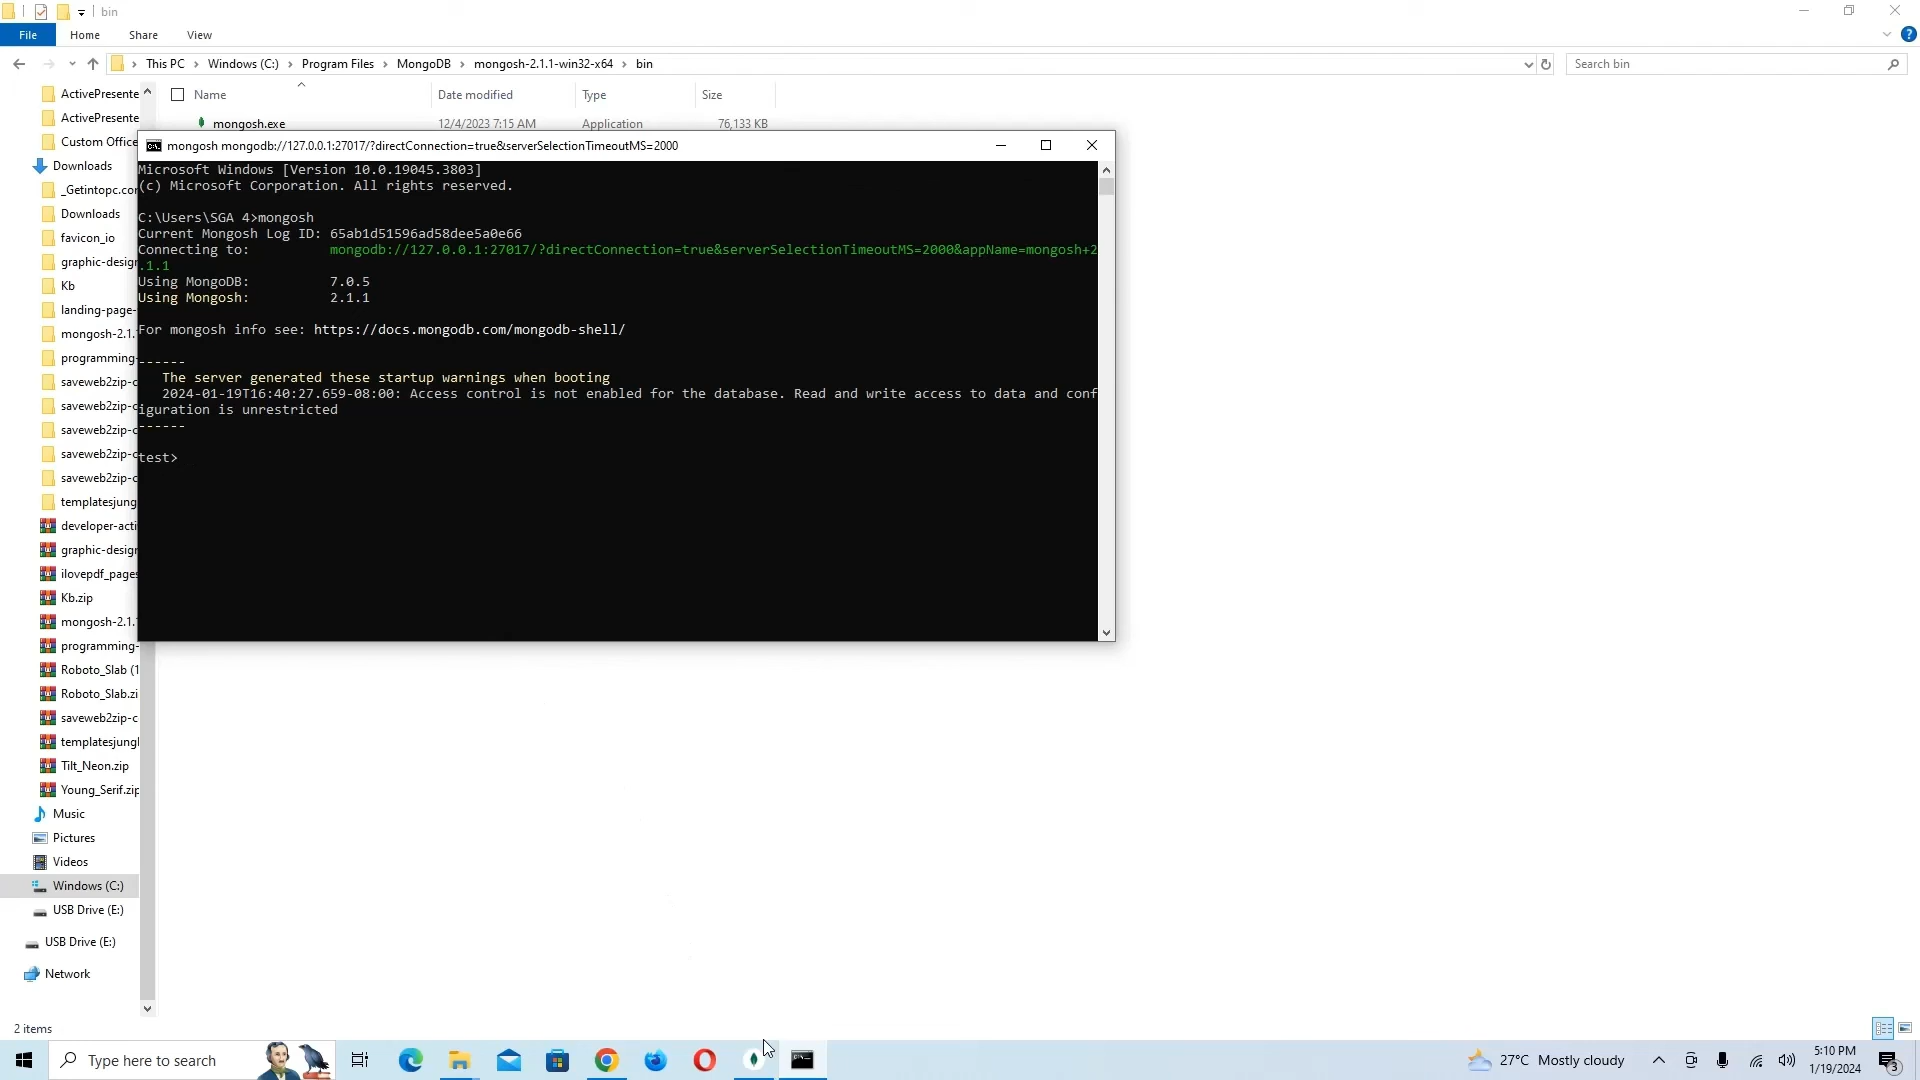 bin
File Home Share View
This PC Windows (C:) Program Files MongoDB mongosh-2.1.1-win32-x64 bin Search bin
Name Date modified Type Size
mongosh.exe 12/4/2023 7:15 AM Application 76,133 KB
ActivePresente
ActivePresente
Custom Office
Downloads
_Getintopc.cor
Downloads
favicon_io
graphic-design
Kb
landing-page-
mongosh-2.1.
programming-
saveweb2zip-c
saveweb2zip-c
saveweb2zip-c
saveweb2zip-c
saveweb2zip-c
templatesjung
developer-acti
graphic-design
ilovepdf_pages
Kb.zip
mongosh-2.1.
programming-
Roboto_Slab (1
Roboto_Slab.zi
saveweb2zip-c
templatesjungl
Tilt_Neon.zip
Young_Serif.zip
Music
Pictures
Videos
Windows (C:)
USB Drive (E:)
USB Drive (E:)
Network
2 items
mongosh mongodb://127.0.0.1:27017/?directConnection=true&serverSelectionTimeoutMS=2000
Microsoft Windows [Version 10.0.19045.3803]
(c) Microsoft Corporation. All rights reserved.
C:\Users\SGA 4>mongosh
Current Mongosh Log ID: 65ab1d51596ad58dee5a0e66
Connecting to: mongodb://127.0.0.1:27017/?directConnection=true&serverSelectionTimeoutMS=2000&appName=mongosh+2
.1.1
Using MongoDB: 7.0.5
Using Mongosh: 2.1.1
For mongosh info see: https://docs.mongodb.com/mongodb-shell/
------
The server generated these startup warnings when booting
2024-01-19T16:40:27.659-08:00: Access control is not enabled for the database. Read and write access to data and conf
iguration is unrestricted
------
test>
Type here to search
27°C Mostly cloudy
5:10 PM
1/19/2024
3